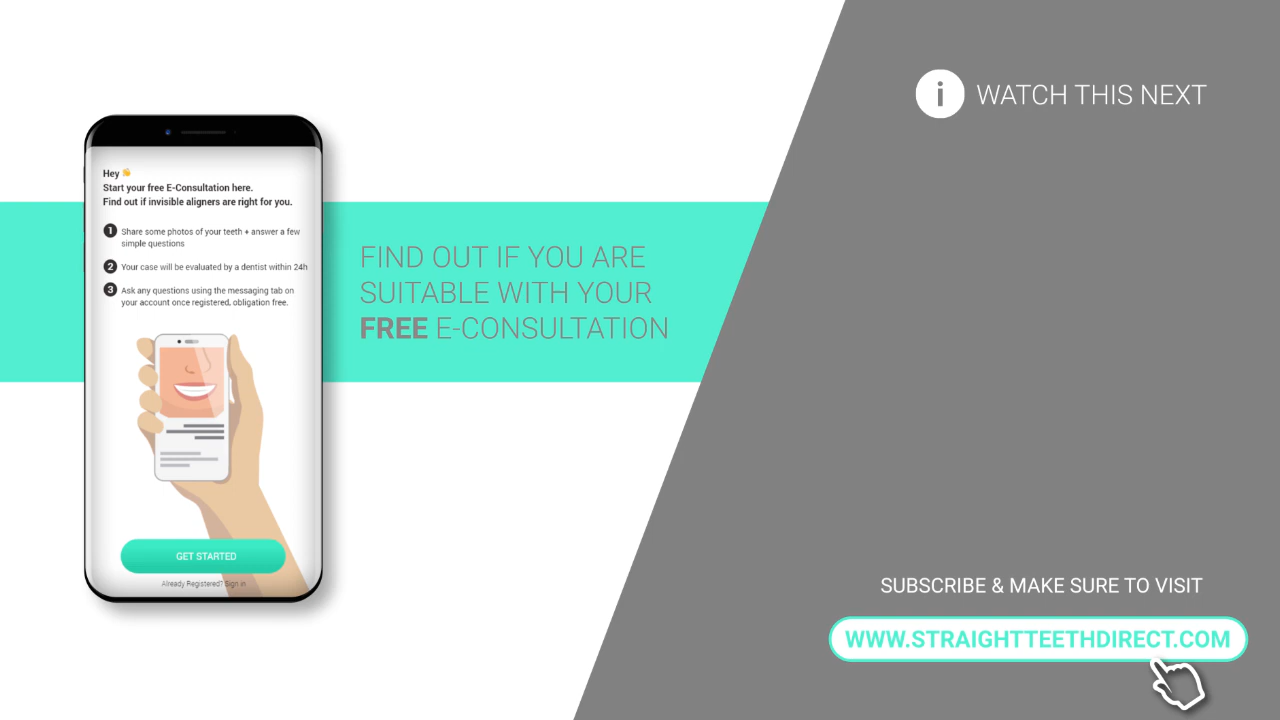 Hey 👋
Start your free E-Consultation here.
Find out if invisible aligners are right for you.
1 Share some photos of your teeth + answer a few
simple questions
2 Your case will be evaluated by a dentist within 24h
3 Ask any questions using the messaging tab on
your account once registered, obligation free.
GET STARTED
Already Registered? Sign in
FIND OUT IF YOU ARE
SUITABLE WITH YOUR
FREE E-CONSULTATION
i WATCH THIS NEXT
SUBSCRIBE & MAKE SURE TO VISIT
WWW.STRAIGHTTEETHDIRECT.COM